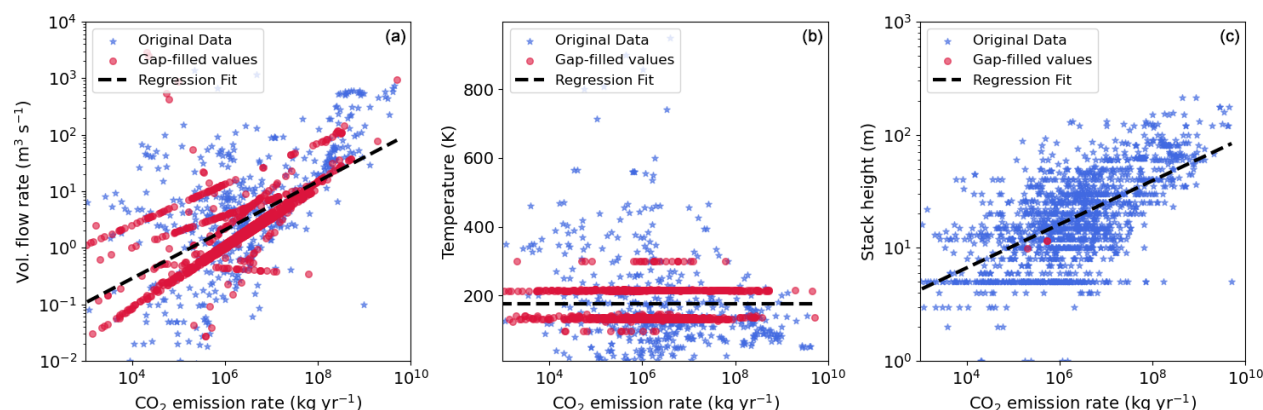 (a)
Original Data
Gap-filled values
Regression Fit
Vol. flow rate (m³ s⁻¹)
10⁴
10³
10²
10¹
10⁰
10⁻¹
10⁻²
10⁴ 10⁶ 10⁸ 10¹⁰
CO₂ emission rate (kg yr⁻¹)
(b)
Original Data
Gap-filled values
Regression Fit
Temperature (K)
800
600
400
200
10⁴ 10⁶ 10⁸ 10¹⁰
CO₂ emission rate (kg yr⁻¹)
(c)
Original Data
Gap-filled values
Regression Fit
Stack height (m)
10³
10²
10¹
10⁰
10⁴ 10⁶ 10⁸ 10¹⁰
CO₂ emission rate (kg yr⁻¹)